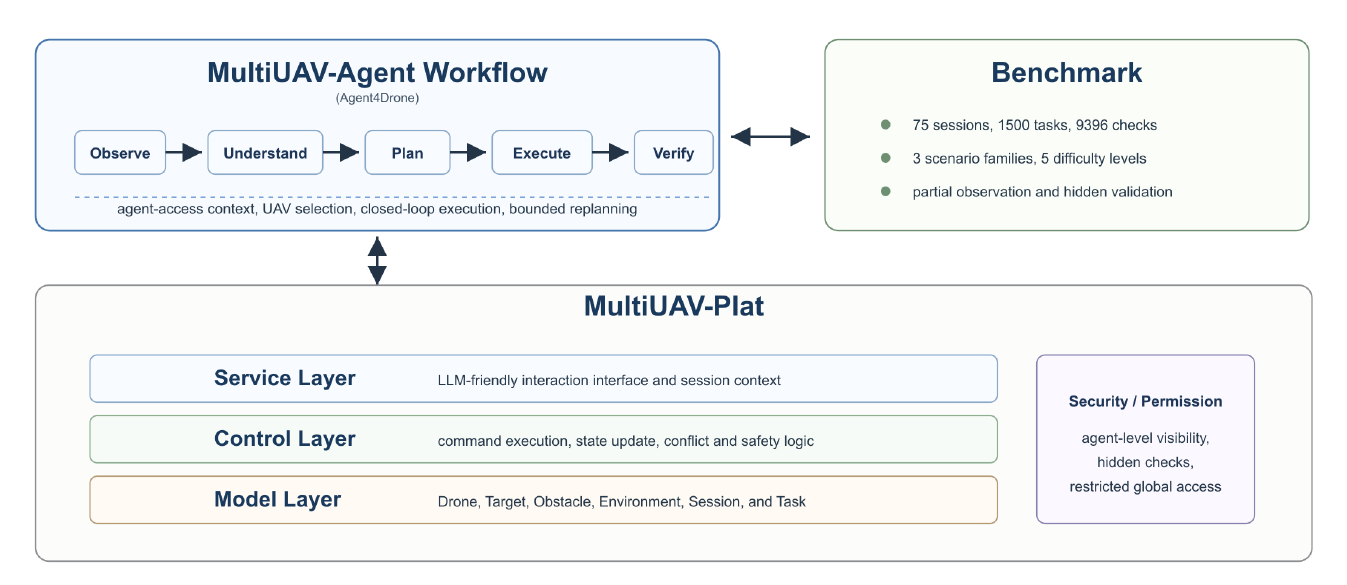 MultiUAV-Agent Workflow
(Agent4Drone)
Observe
Understand
Plan
Execute
Verify
agent-access context, UAV selection, closed-loop execution, bounded replanning
Benchmark
75 sessions, 1500 tasks, 9396 checks
3 scenario families, 5 difficulty levels
partial observation and hidden validation
MultiUAV-Plat
Service Layer
LLM-friendly interaction interface and session context
Control Layer
command execution, state update, conflict and safety logic
Model Layer
Drone, Target, Obstacle, Environment, Session, and Task
Security / Permission
agent-level visibility,
hidden checks,
restricted global access